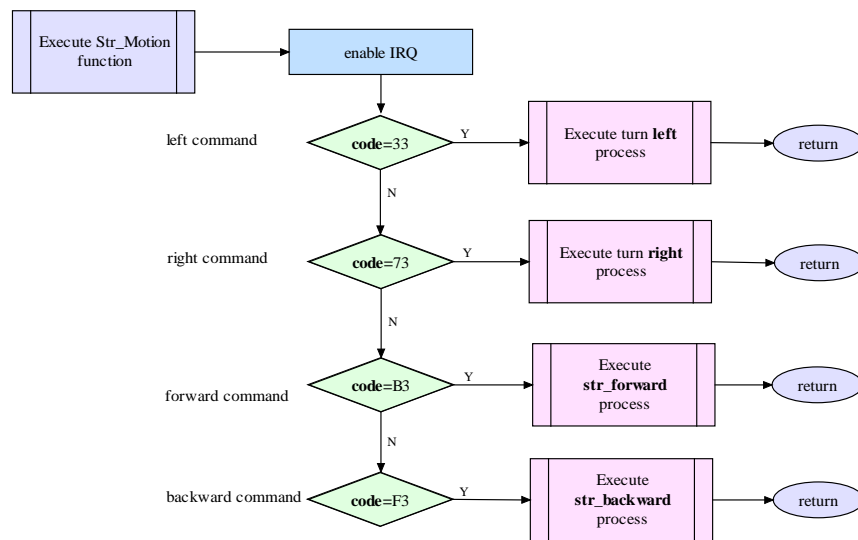 Execute Str_Motion
function
enable IRQ
left command
code=33
Y
Execute turn left
process
return
N
right command
code=73
Y
Execute turn right
process
return
N
forward command
code=B3
Y
Execute
str_forward
process
return
N
backward command
code=F3
Y
Execute
str_backward
process
return